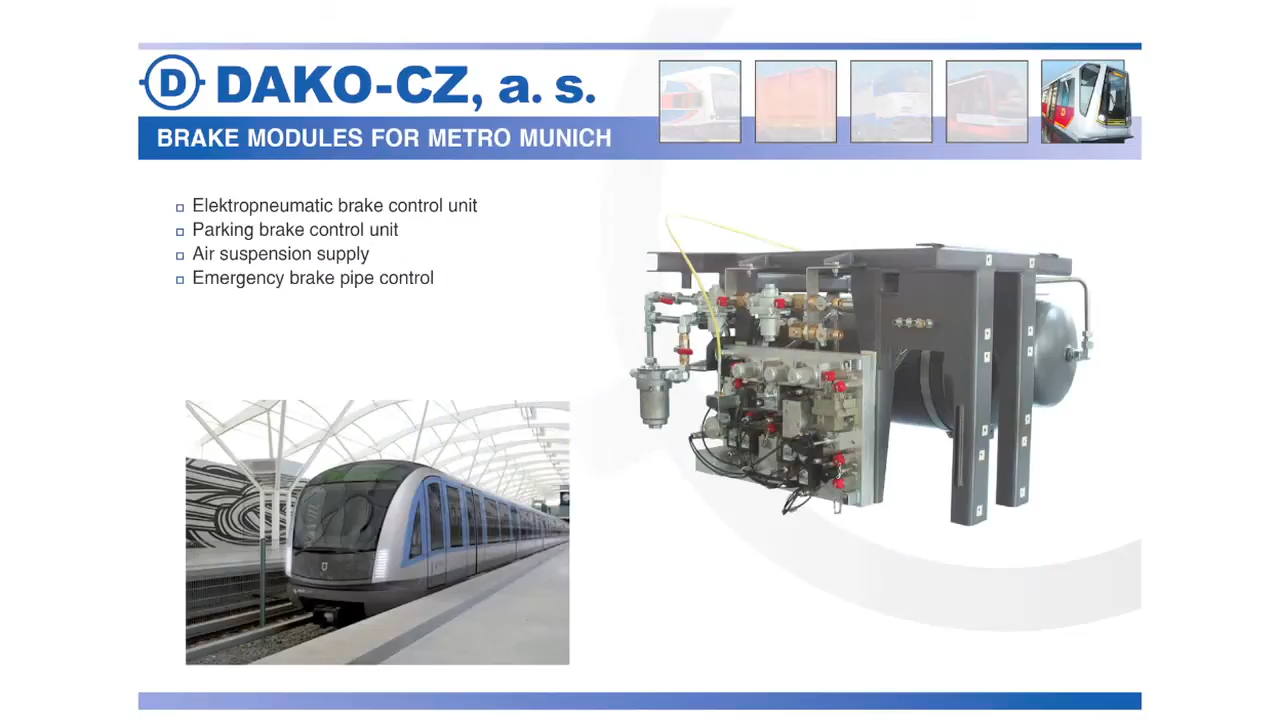 D DAKO-CZ, a. s.
BRAKE MODULES FOR METRO MUNICH
Elektropneumatic brake control unit
Parking brake control unit
Air suspension supply
Emergency brake pipe control